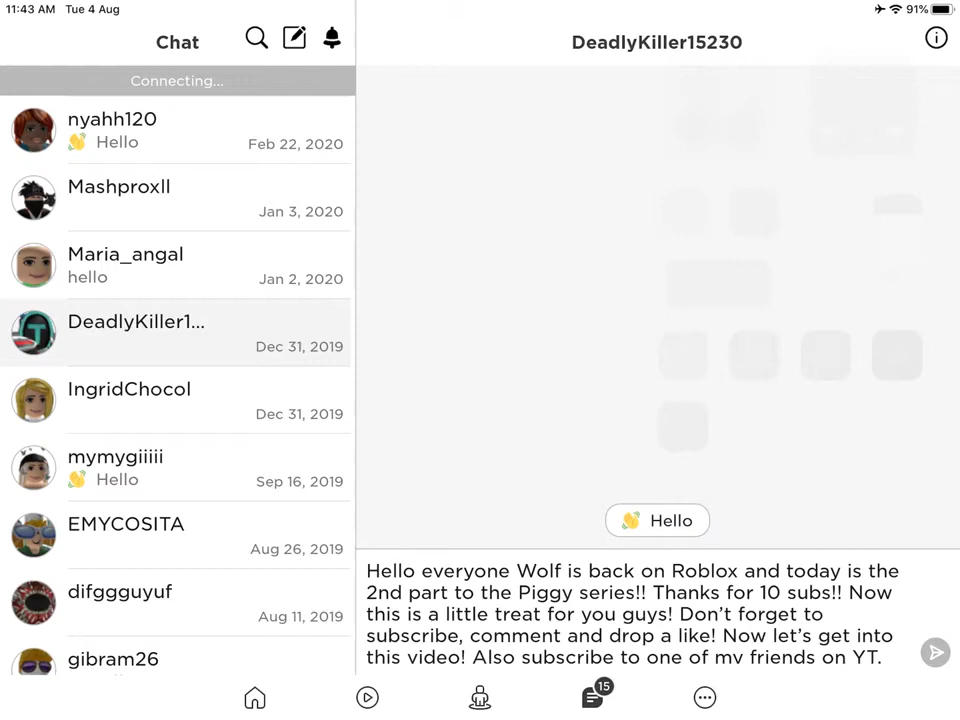 11:43 AM Tue 4 Aug
91%
Chat
DeadlyKiller15230
Connecting...
nyahh120
👋 Hello
Feb 22, 2020
Mashproxll
Jan 3, 2020
Maria_angal
hello
Jan 2, 2020
DeadlyKiller1...
Dec 31, 2019
IngridChocol
Dec 31, 2019
mymygiiiii
👋 Hello
Sep 16, 2019
EMYCOSITA
Aug 26, 2019
difggguyuf
Aug 11, 2019
gibram26
👋 Hello
Hello everyone Wolf is back on Roblox and today is the
2nd part to the Piggy series!! Thanks for 10 subs!! Now
this is a little treat for you guys! Don’t forget to
subscribe, comment and drop a like! Now let’s get into
this video! Also subscribe to one of my friends on YT.
15